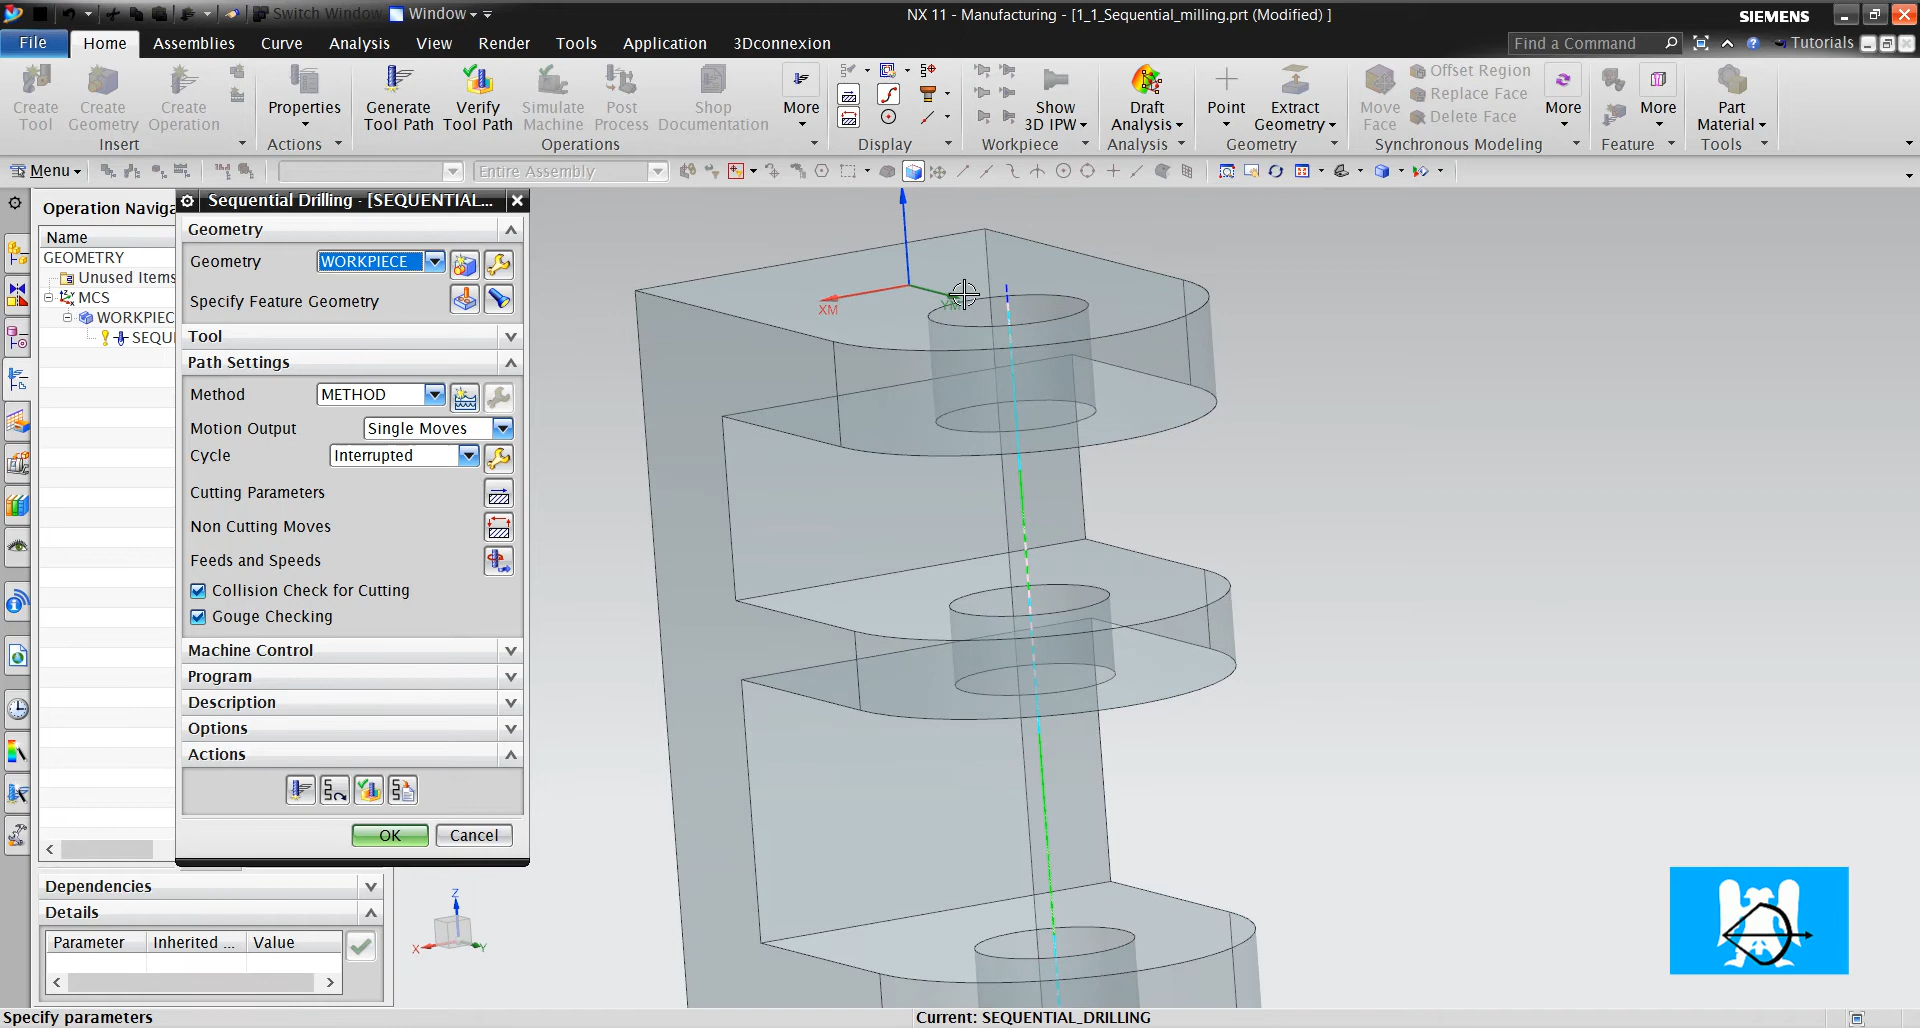 Switch Window Window NX 11 - Manufacturing - [1_1_Sequential_milling.prt (Modified) ] SIEMENS
File Home Assemblies Curve Analysis View Render Tools Application 3Dconnexion Find a Command Tutorials
Create Tool
Create Geometry
Create Operation
Insert
Properties
Actions
Generate Tool Path
Verify Tool Path
Simulate Machine
Post Process
Shop Documentation
More
Operations
Display
Show 3D IPW
Workpiece
Draft Analysis
Analysis
Point
Extract Geometry
Geometry
Move Face
Offset Region
Replace Face
Delete Face
More
Synchronous Modeling
More
Feature
Part Material
Tools
Menu Entire Assembly
Operation Naviga
Name
GEOMETRY
Unused Items
MCS
WORKPIEC
SEQU
Sequential Drilling - [SEQUENTIAL...
Geometry
Geometry WORKPIECE
Specify Feature Geometry
Tool
Path Settings
Method METHOD
Motion Output Single Moves
Cycle Interrupted
Cutting Parameters
Non Cutting Moves
Feeds and Speeds
Collision Check for Cutting
Gouge Checking
Machine Control
Program
Description
Options
Actions
OK Cancel
Dependencies
Details
Parameter Inherited ... Value
XM
YM
Z
X
Y
Specify parameters Current: SEQUENTIAL_DRILLING